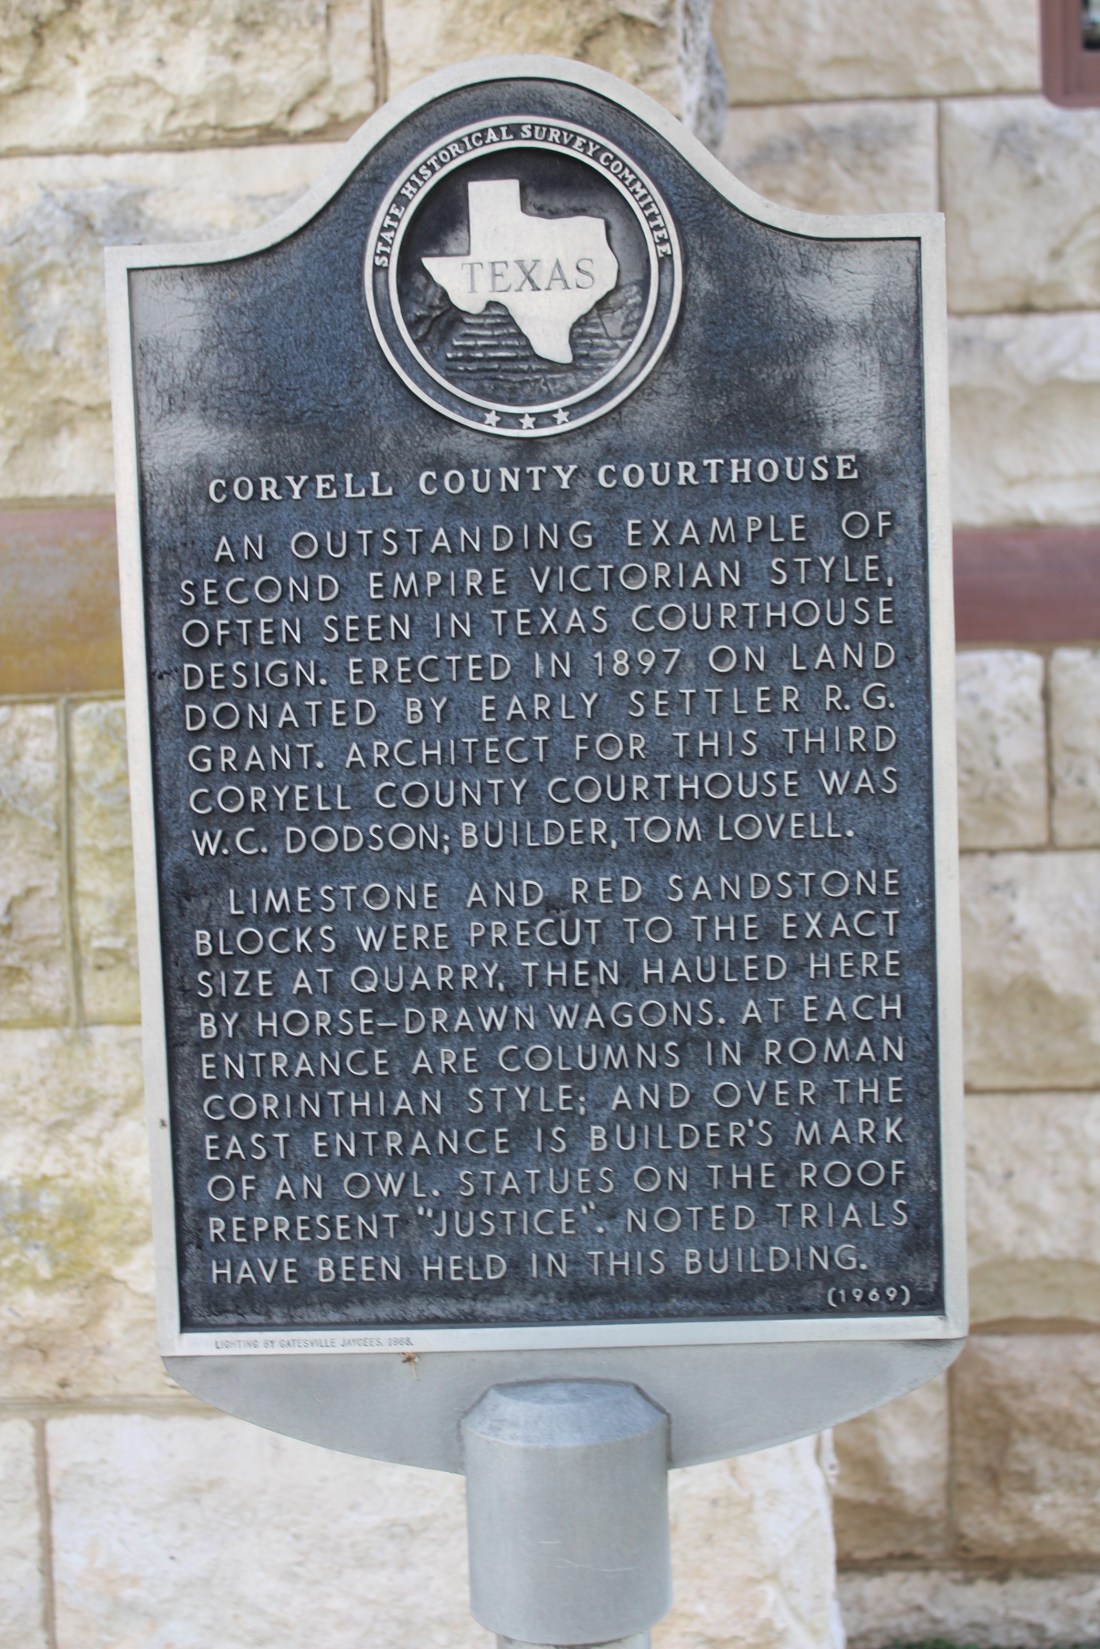 STATE HISTORICAL SURVEY COMMITTEE
TEXAS
CORYELL COUNTY COURTHOUSE
AN OUTSTANDING EXAMPLE OF
SECOND EMPIRE VICTORIAN STYLE,
OFTEN SEEN IN TEXAS COURTHOUSE
DESIGN. ERECTED IN 1897 ON LAND
DONATED BY EARLY SETTLER R.G.
GRANT. ARCHITECT FOR THIS THIRD
CORYELL COUNTY COURTHOUSE WAS
W.C. DODSON; BUILDER, TOM LOVELL.
LIMESTONE AND RED SANDSTONE
BLOCKS WERE PRECUT TO THE EXACT
SIZE AT QUARRY, THEN HAULED HERE
BY HORSE-DRAWN WAGONS. AT EACH
ENTRANCE ARE COLUMNS IN ROMAN
CORINTHIAN STYLE; AND OVER THE
EAST ENTRANCE IS BUILDER'S MARK
OF AN OWL. STATUES ON THE ROOF
REPRESENT "JUSTICE". NOTED TRIALS
HAVE BEEN HELD IN THIS BUILDING.
(1969)
LIGHTING BY GATESVILLE JAYCEES, 1968.